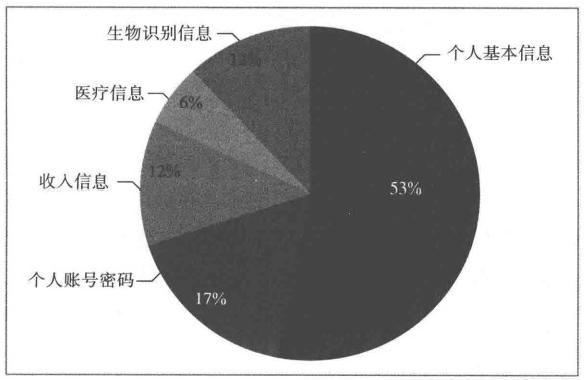 生物识别信息
12%
个人基本信息
医疗信息
6%
收入信息
12%
53%
个人账号密码
17%